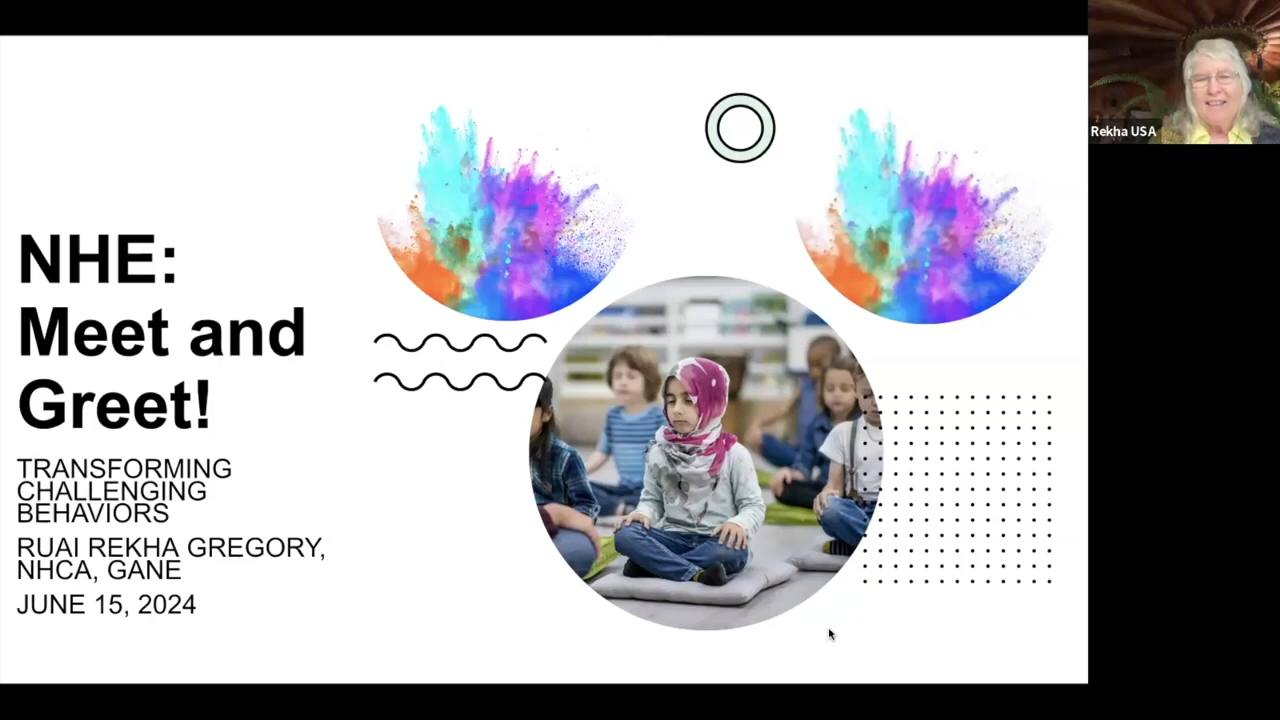 NHE:
Meet and
Greet!
TRANSFORMING
CHALLENGING
BEHAVIORS
RUAI REKHA GREGORY,
NHCA, GANE
JUNE 15, 2024
Rekha USA